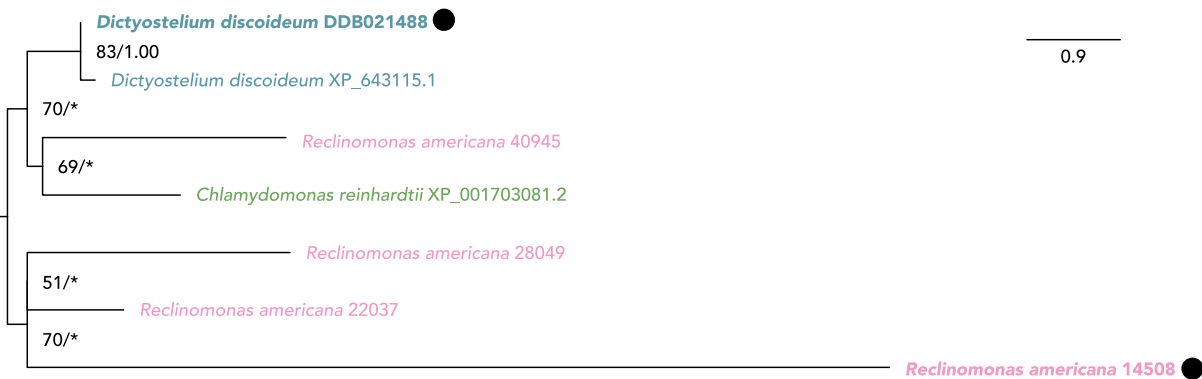 Dictyostelium discoideum DDB021488
83/1.00
0.9
Dictyostelium discoideum XP_643115.1
70/*
Reclinomonas americana 40945
69/*
Chlamydomonas reinhardtii XP_001703081.2
Reclinomonas americana 28049
51/*
Reclinomonas americana 22037
70/*
Reclinomonas americana 14508